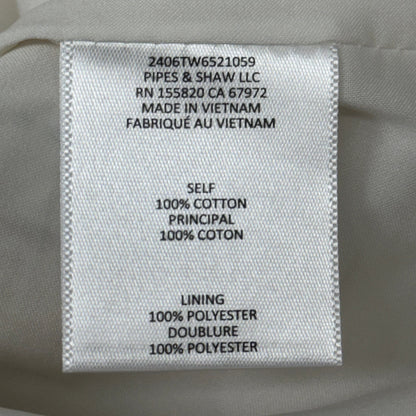 2406TW6521059
PIPES & SHAW LLC
RN 155820 CA 67972
MADE IN VIETNAM
FABRIQUÉ AU VIETNAM
SELF
100% COTTON
PRINCIPAL
100% COTON
LINING
100% POLYESTER
DOUBLURE
100% POLYESTER